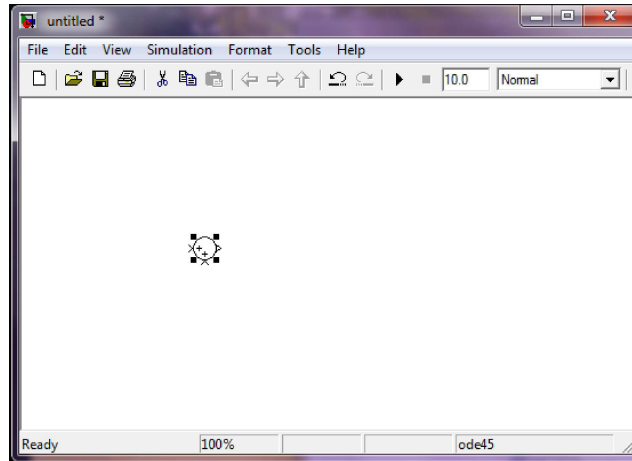 untitled *
File Edit View Simulation Format Tools Help
10.0 Normal
Ready 100% ode45